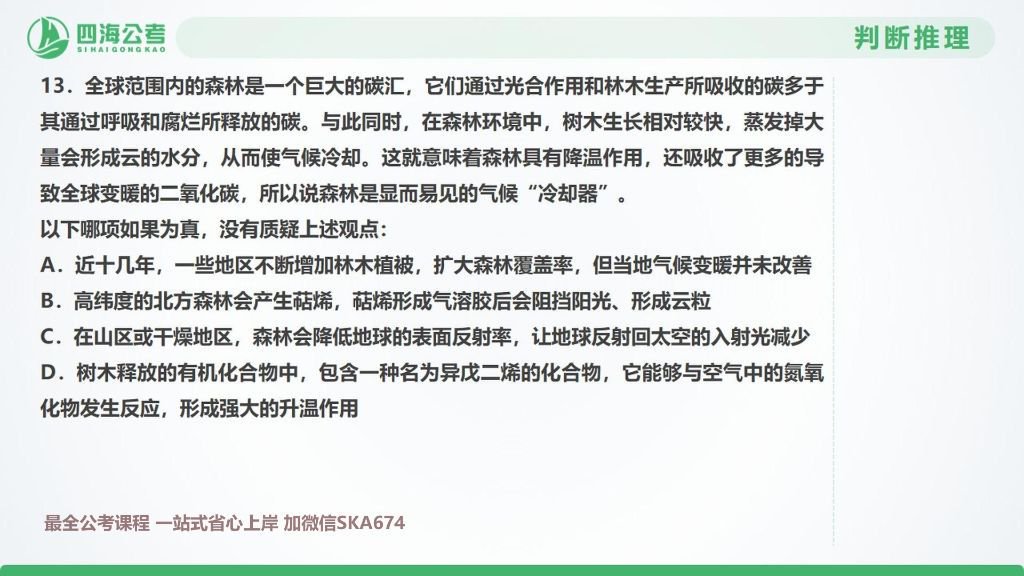 四海公考
SIHAIGONGKAO
判断推理
13．全球范围内的森林是一个巨大的碳汇，它们通过光合作用和林木生产所吸收的碳多于
其通过呼吸和腐烂所释放的碳。与此同时，在森林环境中，树木生长相对较快，蒸发掉大
量会形成云的水分，从而使气候冷却。这就意味着森林具有降温作用，还吸收了更多的导
致全球变暖的二氧化碳，所以说森林是显而易见的气候“冷却器”。
以下哪项如果为真，没有质疑上述观点：
A．近十几年，一些地区不断增加林木植被，扩大森林覆盖率，但当地气候变暖并未改善
B．高纬度的北方森林会产生萜烯，萜烯形成气溶胶后会阻挡阳光、形成云粒
C．在山区或干燥地区，森林会降低地球的表面反射率，让地球反射回太空的入射光减少
D．树木释放的有机化合物中，包含一种名为异戊二烯的化合物，它能够与空气中的氮氧
化物发生反应，形成强大的升温作用
最全公考课程 一站式省心上岸 加微信SKA674